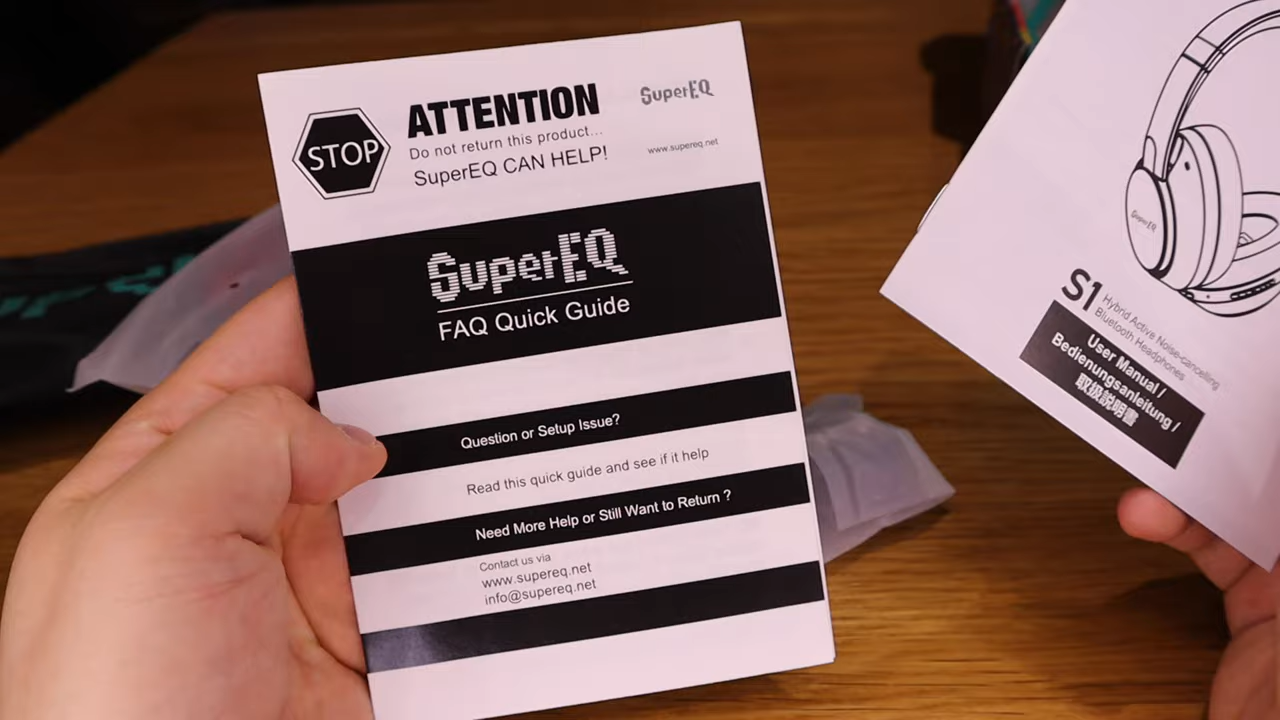 STOP
ATTENTION
Do not return this product...
SuperEQ CAN HELP!
SuperEQ
www.supereq.net
SuperEQ
FAQ Quick Guide
Question or Setup Issue?
Read this quick guide and see if it help
Need More Help or Still Want to Return ?
Contact us via
www.supereq.net
info@supereq.net
SuperEQ
S1
Hybrid Active Noise-cancelling
Bluetooth Headphones
User Manual /
Bedienungsanleitung /
取扱説明書